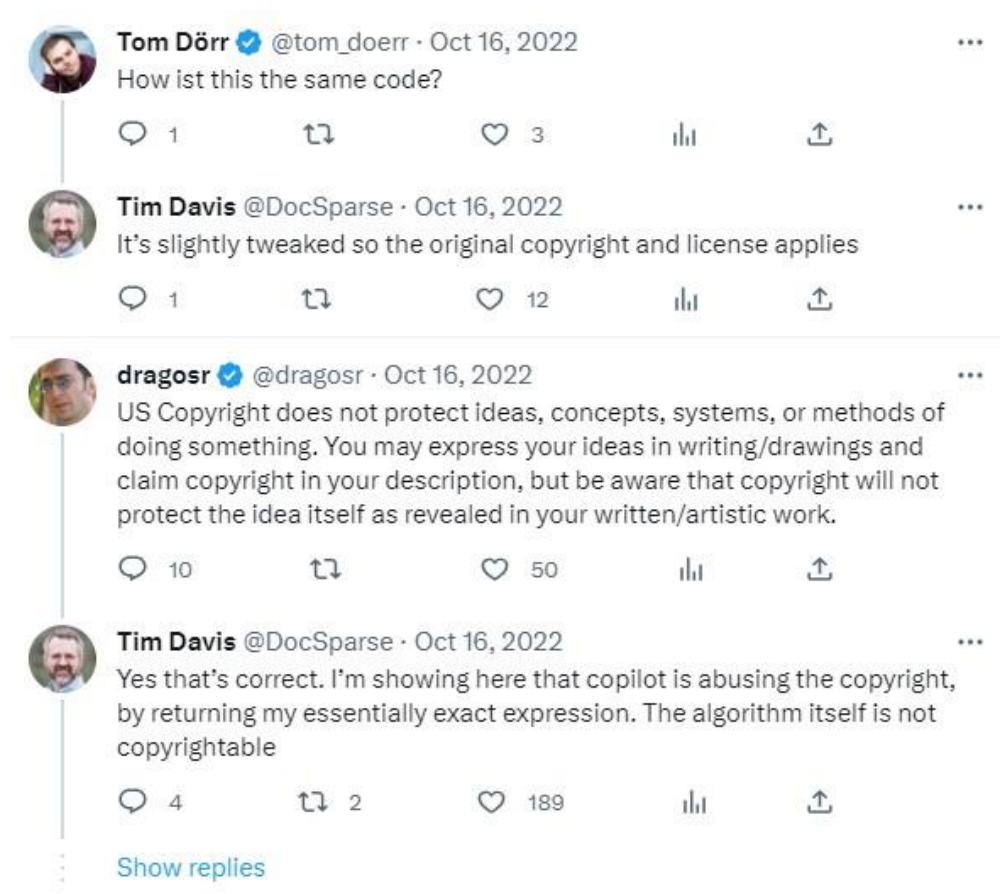 Tom Dörr @tom_doerr · Oct 16, 2022
How ist this the same code?
1 3
Tim Davis @DocSparse · Oct 16, 2022
It’s slightly tweaked so the original copyright and license applies
1 12
dragosr @dragosr · Oct 16, 2022
US Copyright does not protect ideas, concepts, systems, or methods of
doing something. You may express your ideas in writing/drawings and
claim copyright in your description, but be aware that copyright will not
protect the idea itself as revealed in your written/artistic work.
10 50
Tim Davis @DocSparse · Oct 16, 2022
Yes that’s correct. I’m showing here that copilot is abusing the copyright,
by returning my essentially exact expression. The algorithm itself is not
copyrightable
4 2 189
Show replies